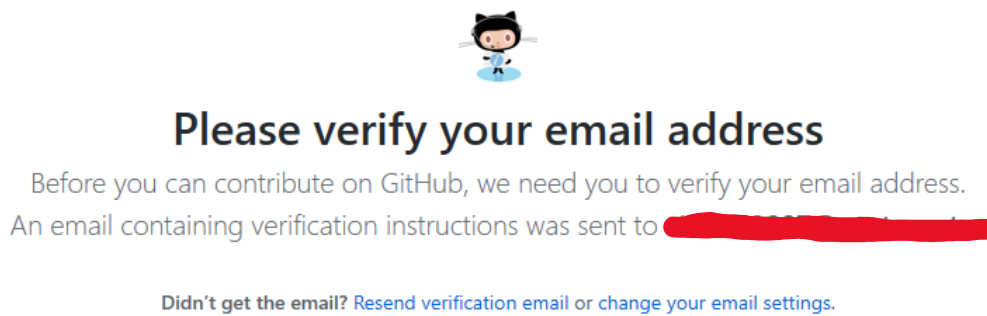 Please verify your email address
Before you can contribute on GitHub, we need you to verify your email address.
An email containing verification instructions was sent to
Didn't get the email? Resend verification email or change your email settings.